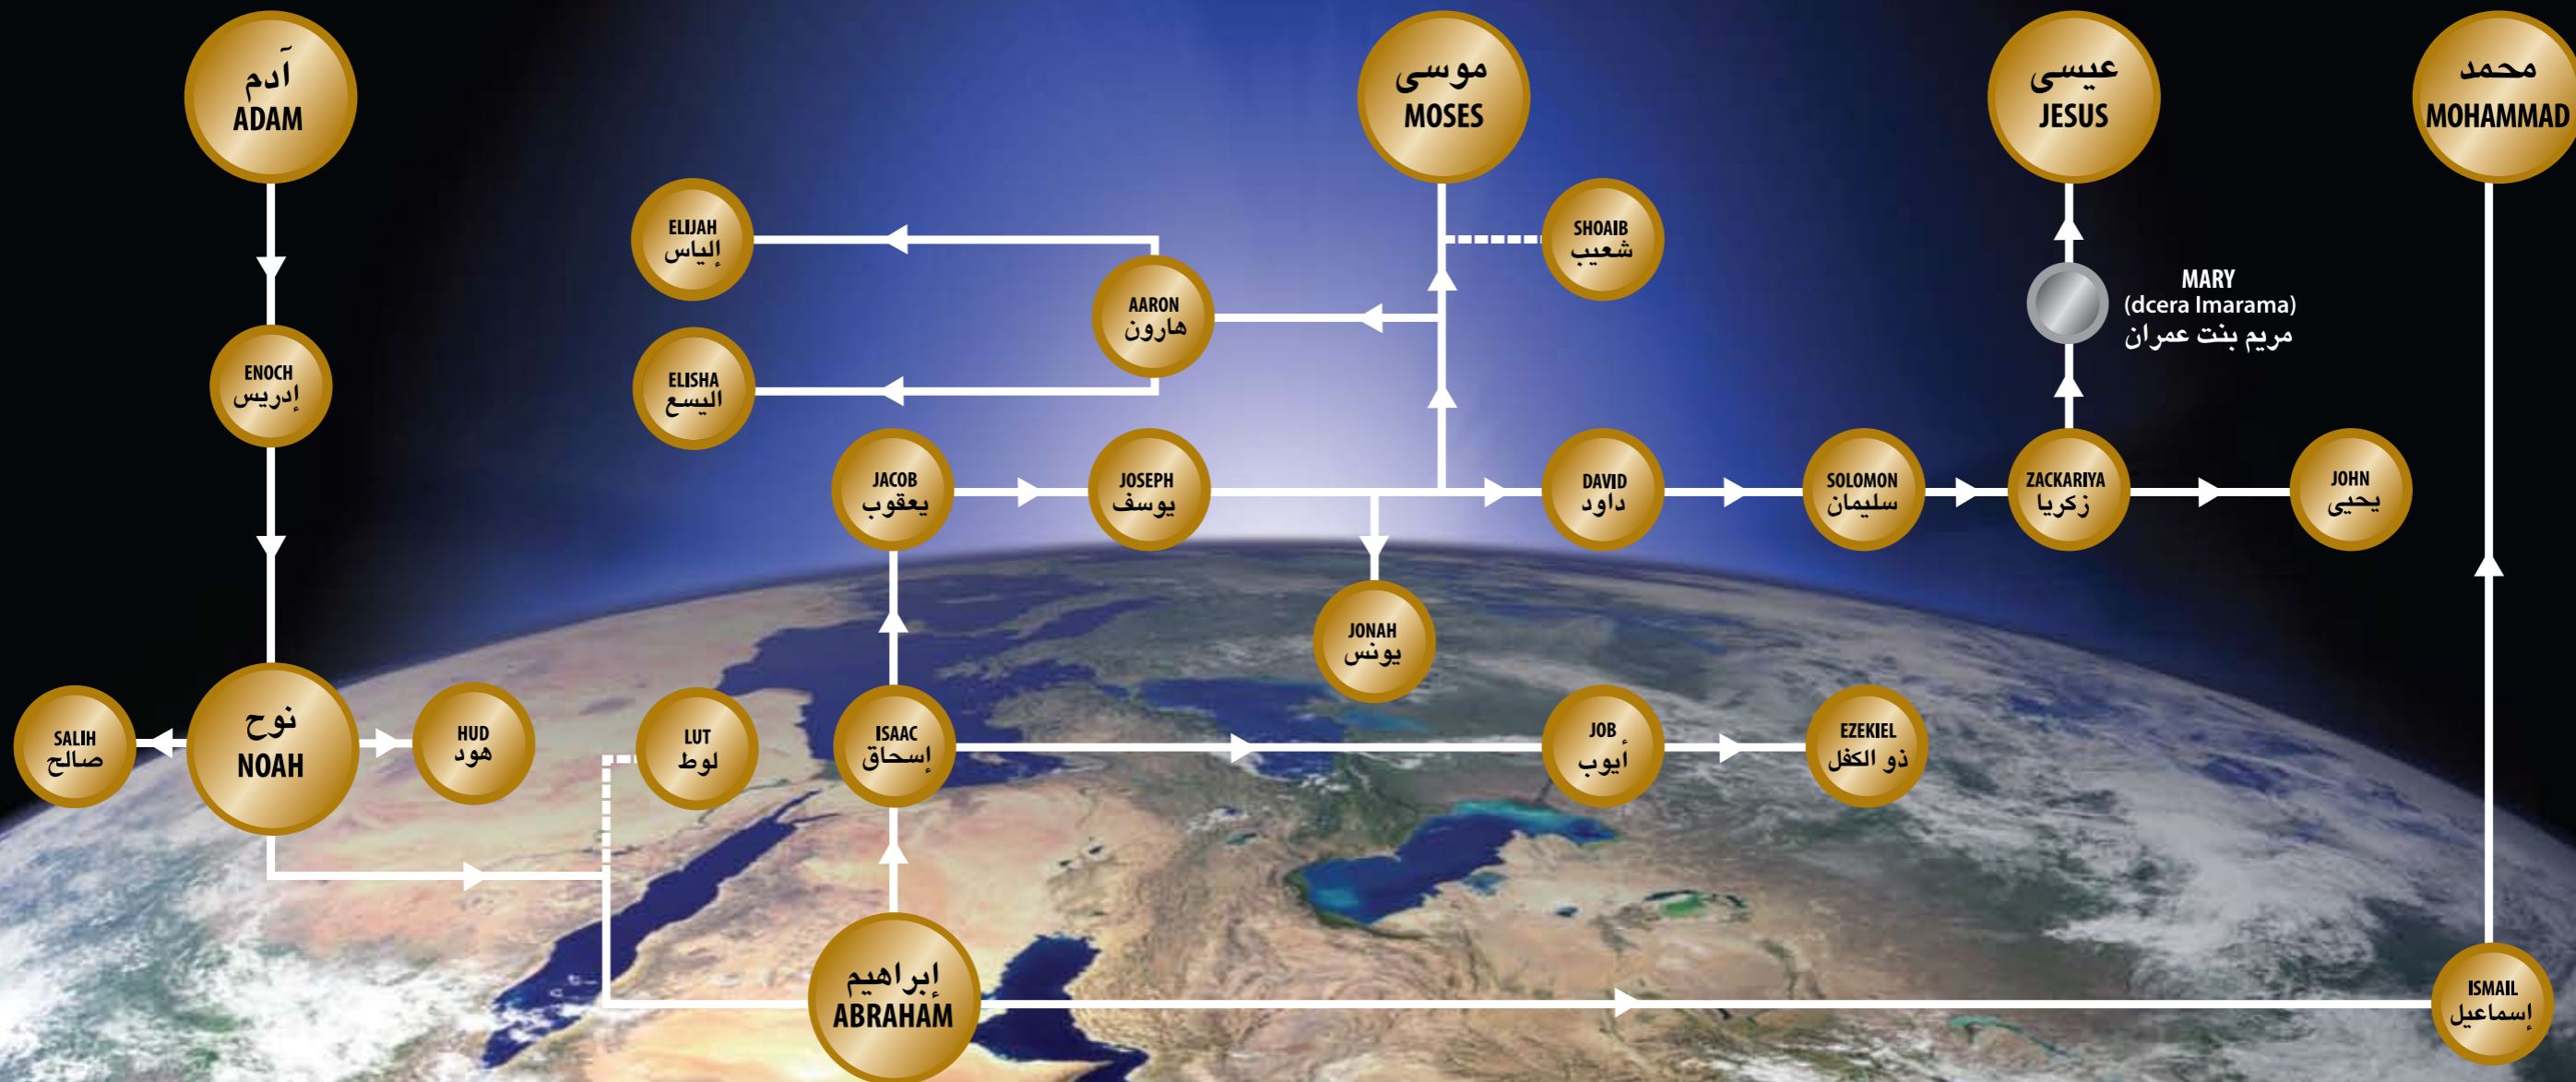 آدم
ADAM
موسى
MOSES
عيسى
JESUS
محمد
MOHAMMAD
ELIJAH
إلياس
SHOAIB
شعيب
AARON
هارون
MARY
(dcera Imarama)
مريم بنت عمران
ENOCH
إدريس
ELISHA
اليسع
JACOB
يعقوب
JOSEPH
يوسف
DAVID
داود
SOLOMON
سليمان
ZACKARIYA
زكريا
JOHN
يحيى
JONAH
يونس
SALIH
صالح
نوح
NOAH
HUD
هود
LUT
لوط
ISAAC
إسحاق
JOB
أيوب
EZEKIEL
ذو الكفل
إبراهيم
ABRAHAM
ISMAIL
إسماعيل